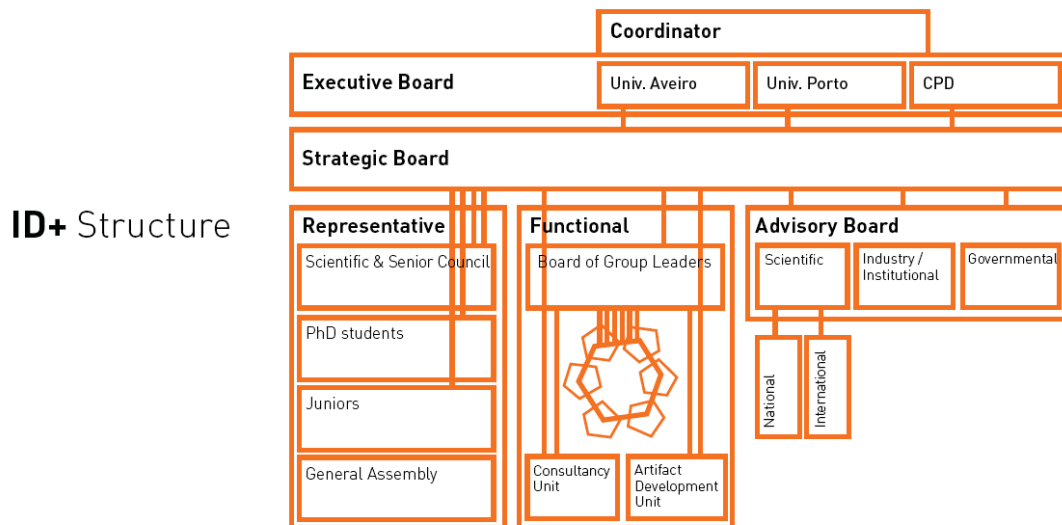 Coordinator
Executive Board
Univ. Aveiro
Univ. Porto
CPD
Strategic Board
ID+ Structure
Representative
Scientific & Senior Council
PhD students
Juniors
General Assembly
Functional
Board of Group Leaders
Consultancy
Unit
Artifact
Development
Unit
Advisory Board
Scientific
Industry /
Institutional
Governmental
National
International